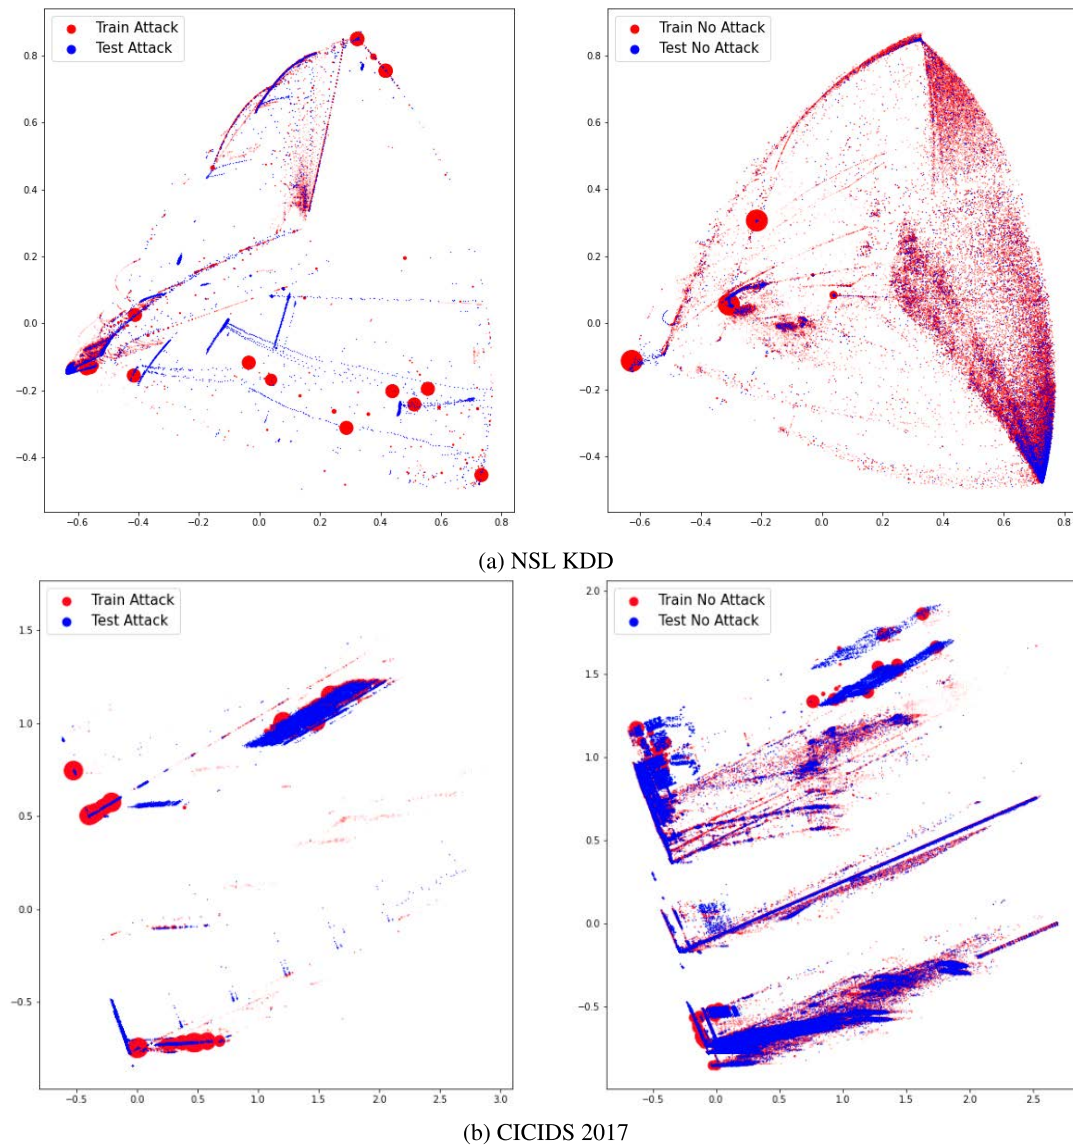 Train Attack
Test Attack
0.8
0.6
0.4
0.2
0.0
−0.2
−0.4
−0.6 −0.4 −0.2 0.0 0.2 0.4 0.6 0.8
Train No Attack
Test No Attack
0.8
0.6
0.4
0.2
0.0
−0.2
−0.4
−0.6 −0.4 −0.2 0.0 0.2 0.4 0.6 0.8
(a) NSL KDD
Train Attack
Test Attack
1.5
1.0
0.5
0.0
−0.5
−0.5 0.0 0.5 1.0 1.5 2.0 2.5 3.0
Train No Attack
Test No Attack
2.0
1.5
1.0
0.5
0.0
−0.5
−0.5 0.0 0.5 1.0 1.5 2.0 2.5
(b) CICIDS 2017